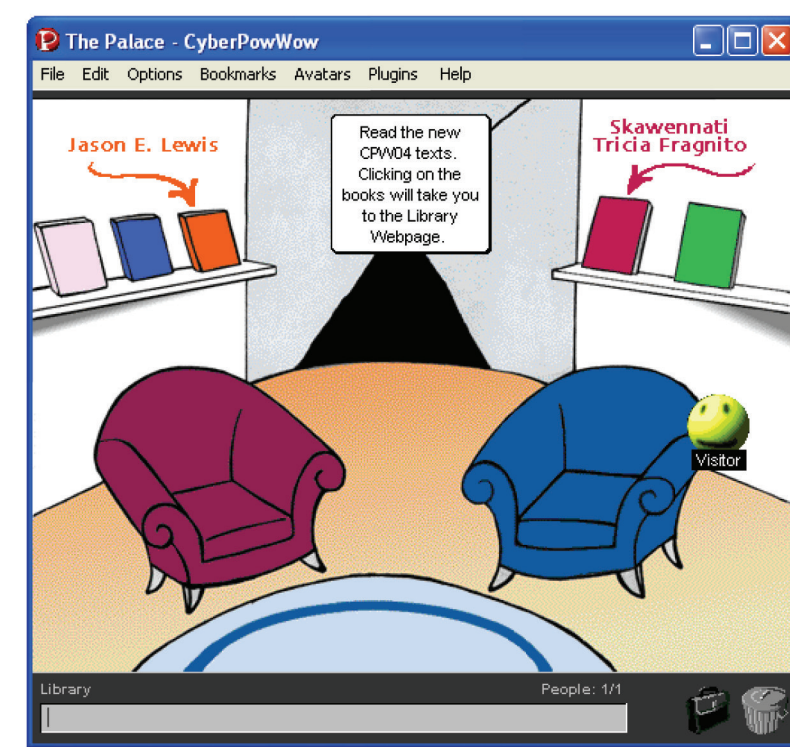 The Palace - CyberPowWow
File Edit Options Bookmarks Avatars Plugins Help
Jason E. Lewis
Read the new
CPW04 texts.
Clicking on the
books will take you
to the Library
Webpage.
Skawennati
Tricia Fragnito
Visitor
Library
People: 1/1